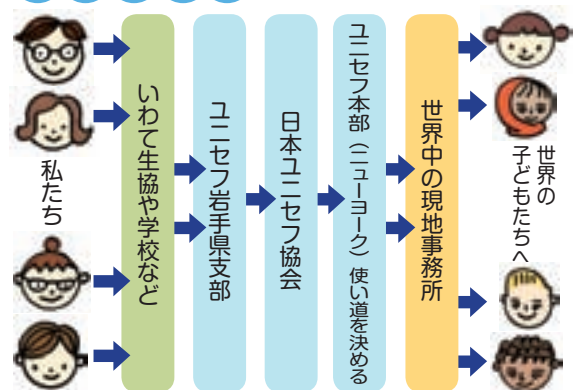 私たち
いわて生協や学校など
ユニセフ岩手県支部
日本ユニセフ協会
ユニセフ本部（ニューヨーク）使い道を決める
世界中の現地事務所
世界の
子どもたちへ